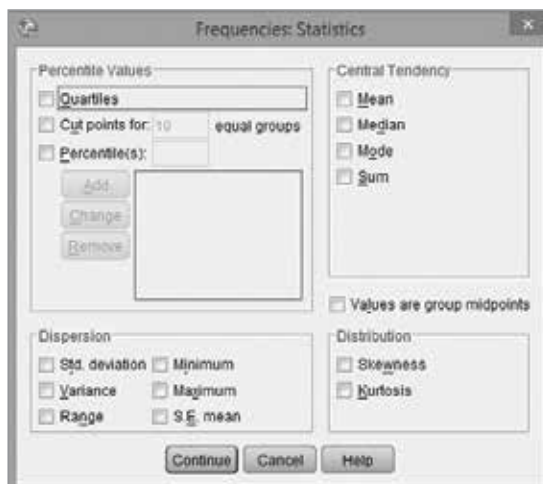 Frequencies: Statistics
Percentile Values
Quartiles
Cut points for: 10 equal groups
Percentile(s):
Add
Change
Remove
Central Tendency
Mean
Median
Mode
Sum
Values are group midpoints
Dispersion
Std. deviation Minimum
Variance Maximum
Range S.E. mean
Distribution
Skewness
Kurtosis
Continue Cancel Help